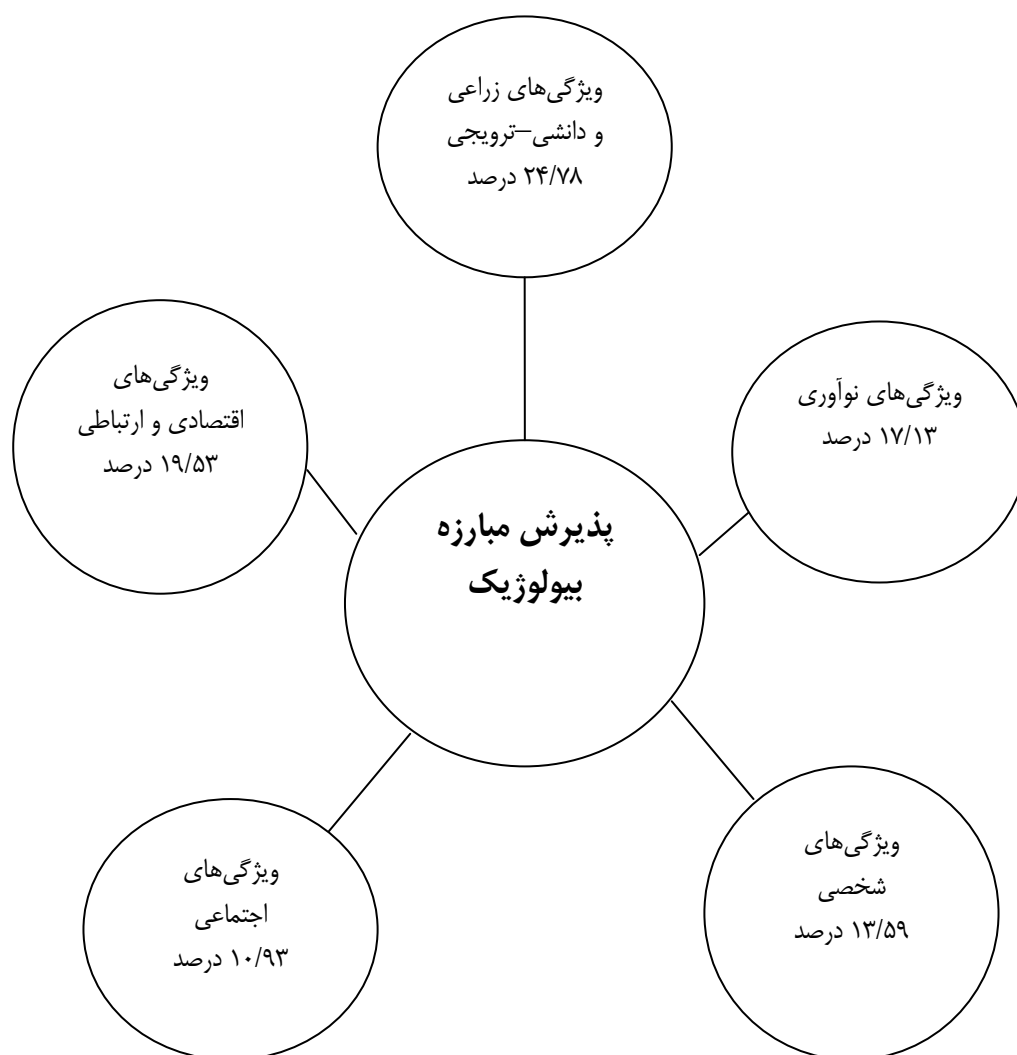 ویژگی‌های زراعی
و دانشی–ترویجی
۲۴/۷۸ درصد
ویژگی‌های نوآوری
۱۷/۱۳ درصد
ویژگی‌های
اقتصادی و ارتباطی
۱۹/۵۳ درصد
پذیرش مبارزه
بیولوژیک
ویژگی‌های
شخصی
۱۳/۵۹ درصد
ویژگی‌های
اجتماعی
۱۰/۹۳ درصد